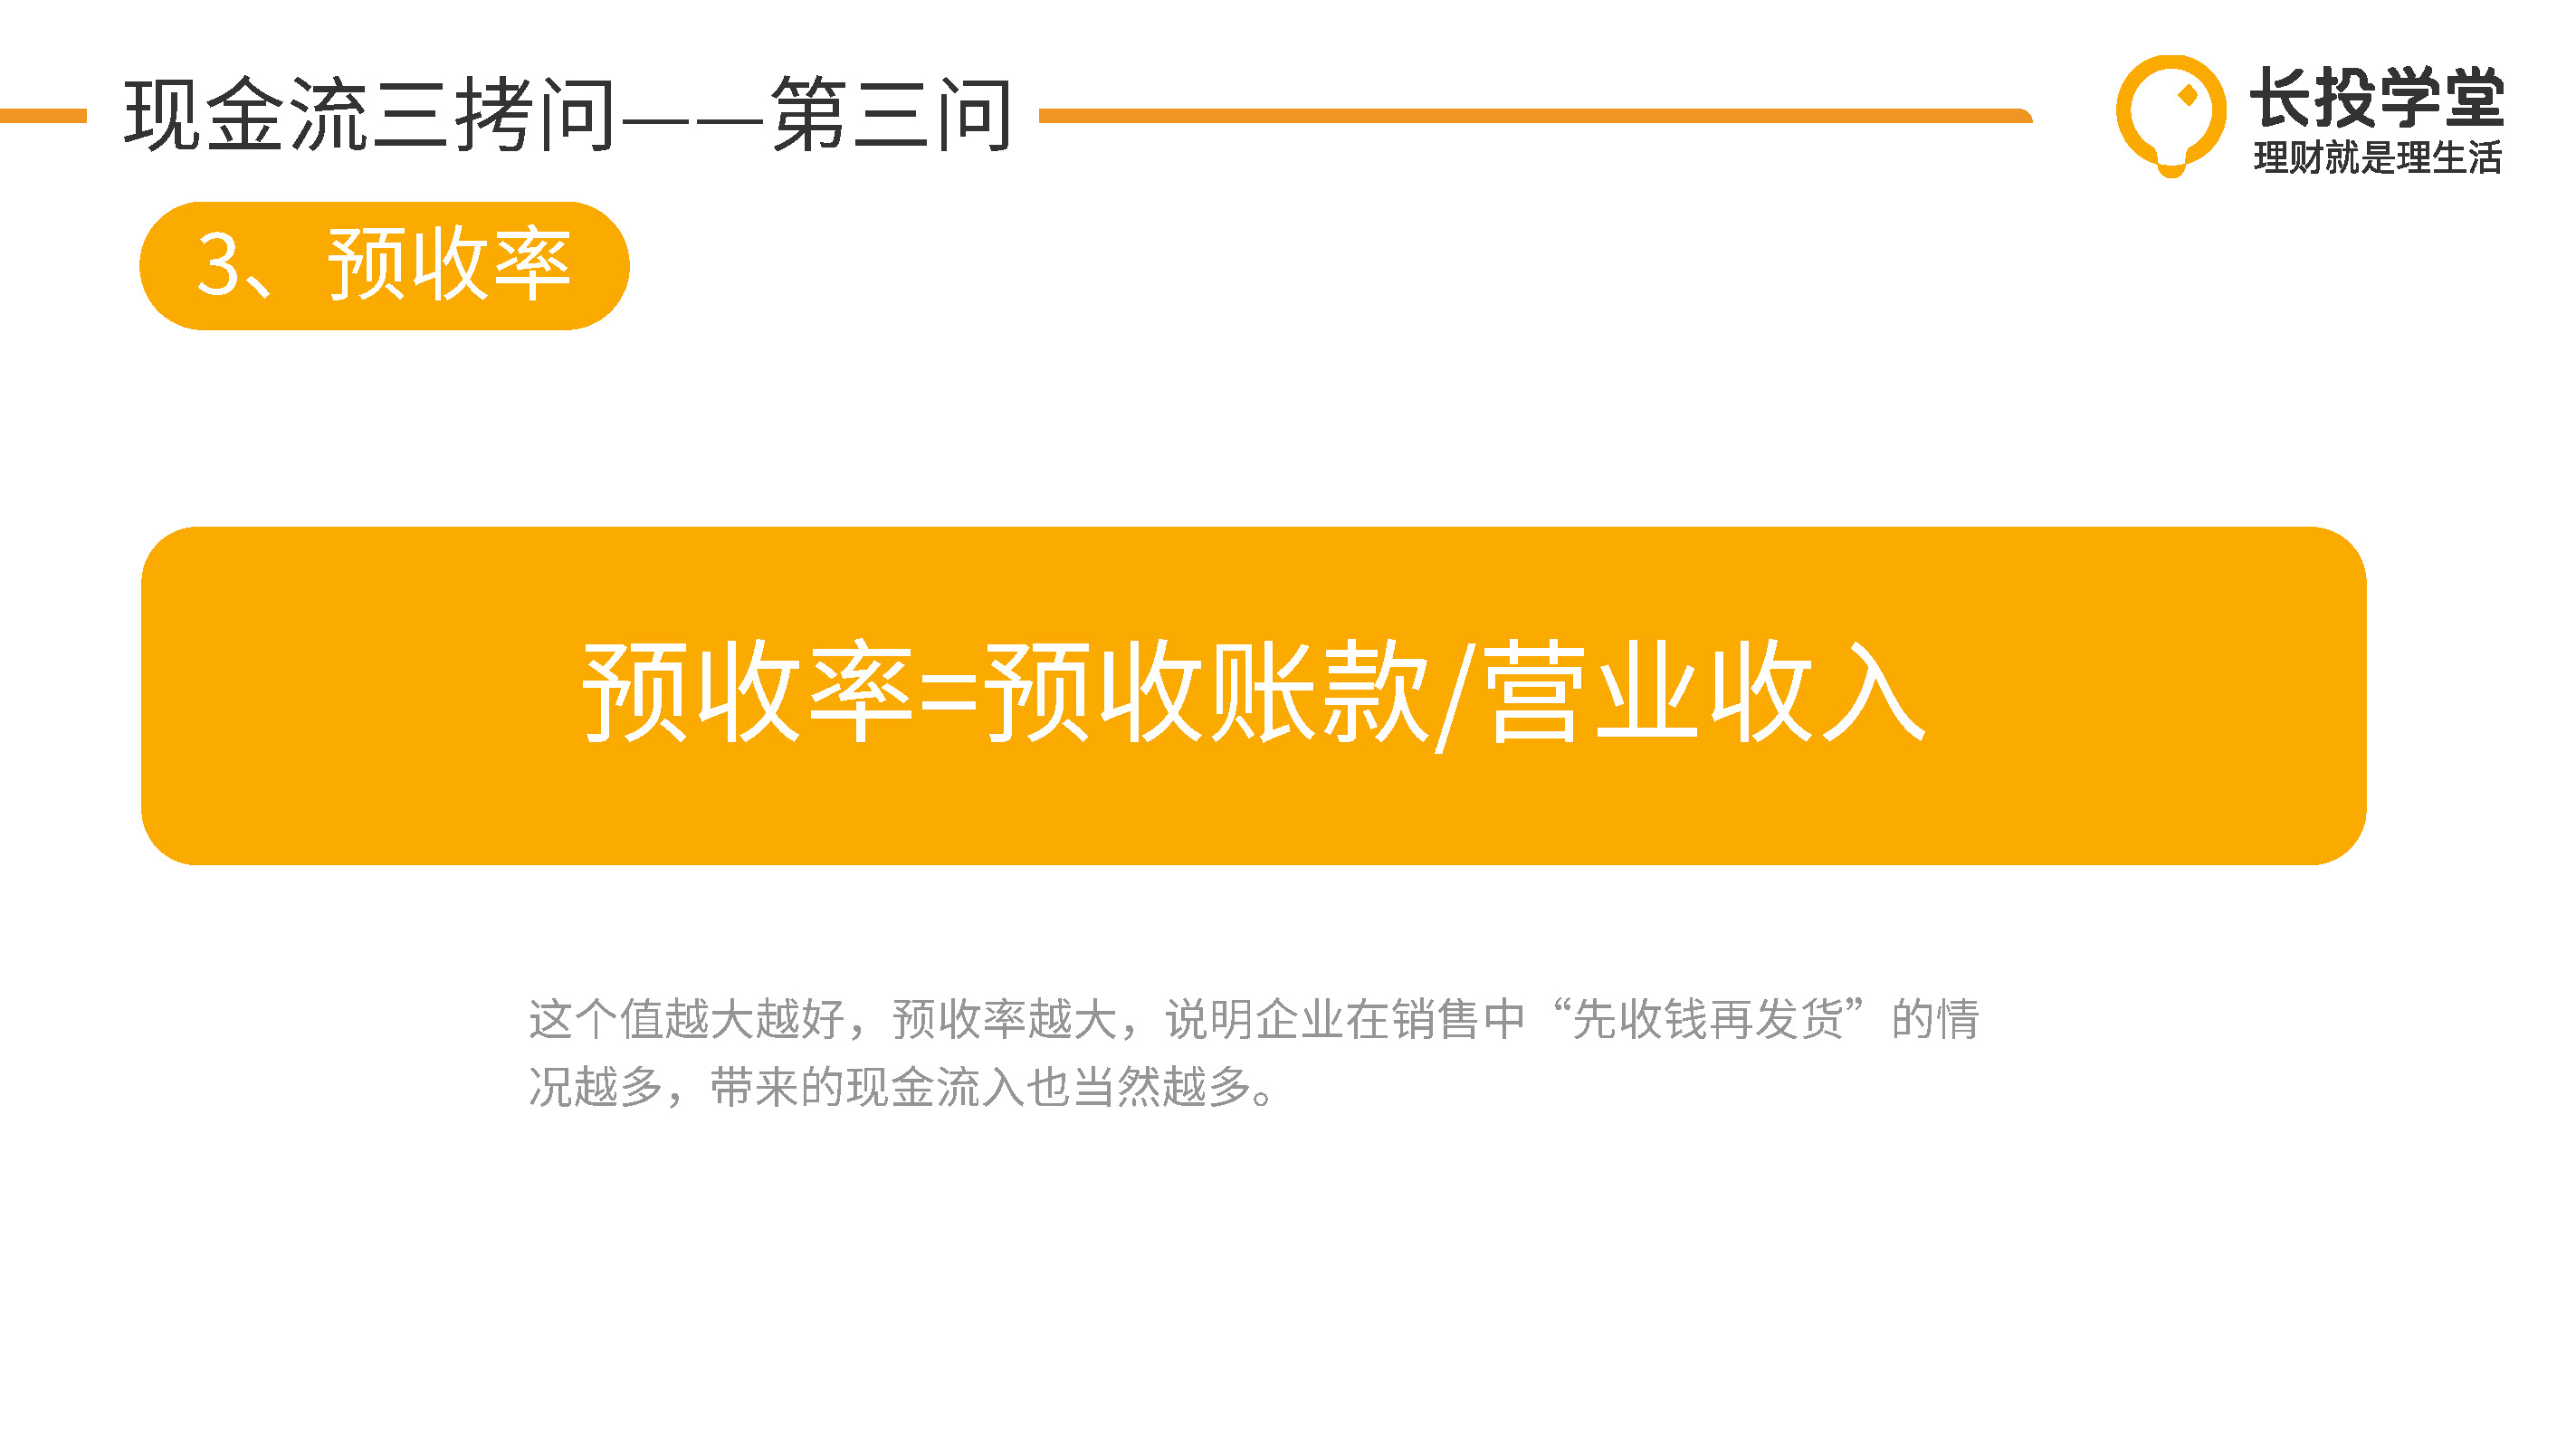 现金流三拷问——第三问
长投学堂
理财就是理生活
3、预收率
预收率=预收账款/营业收入
这个值越大越好，预收率越大，说明企业在销售中“先收钱再发货”的情
况越多，带来的现金流入也当然越多。